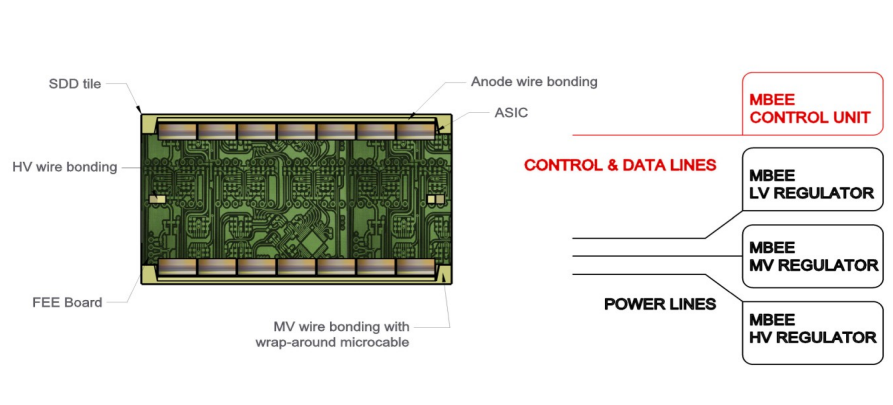 SDD tile
Anode wire bonding
ASIC
HV wire bonding
FEE Board
MV wire bonding with
wrap-around microcable
MBEE
CONTROL UNIT
CONTROL & DATA LINES
MBEE
LV REGULATOR
MBEE
MV REGULATOR
POWER LINES
MBEE
HV REGULATOR